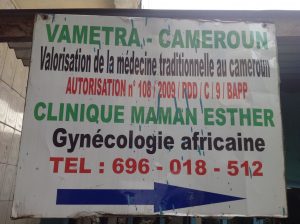 VAMETRA - CAMEROUN
Valorisation de la médecine traditionnelle au cameroun
AUTORISATION n° 108 / 2009 / RDD / C / 9 / BAPP
CLINIQUE MAMAN ESTHER
Gynécologie africaine
TEL : 696 - 018 - 512